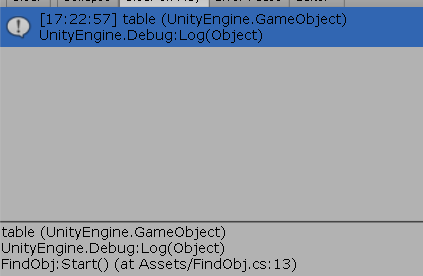 [17:22:57] table (UnityEngine.GameObject)
UnityEngine.Debug:Log(Object)
table (UnityEngine.GameObject)
UnityEngine.Debug:Log(Object)
FindObj:Start() (at Assets/FindObj.cs:13)